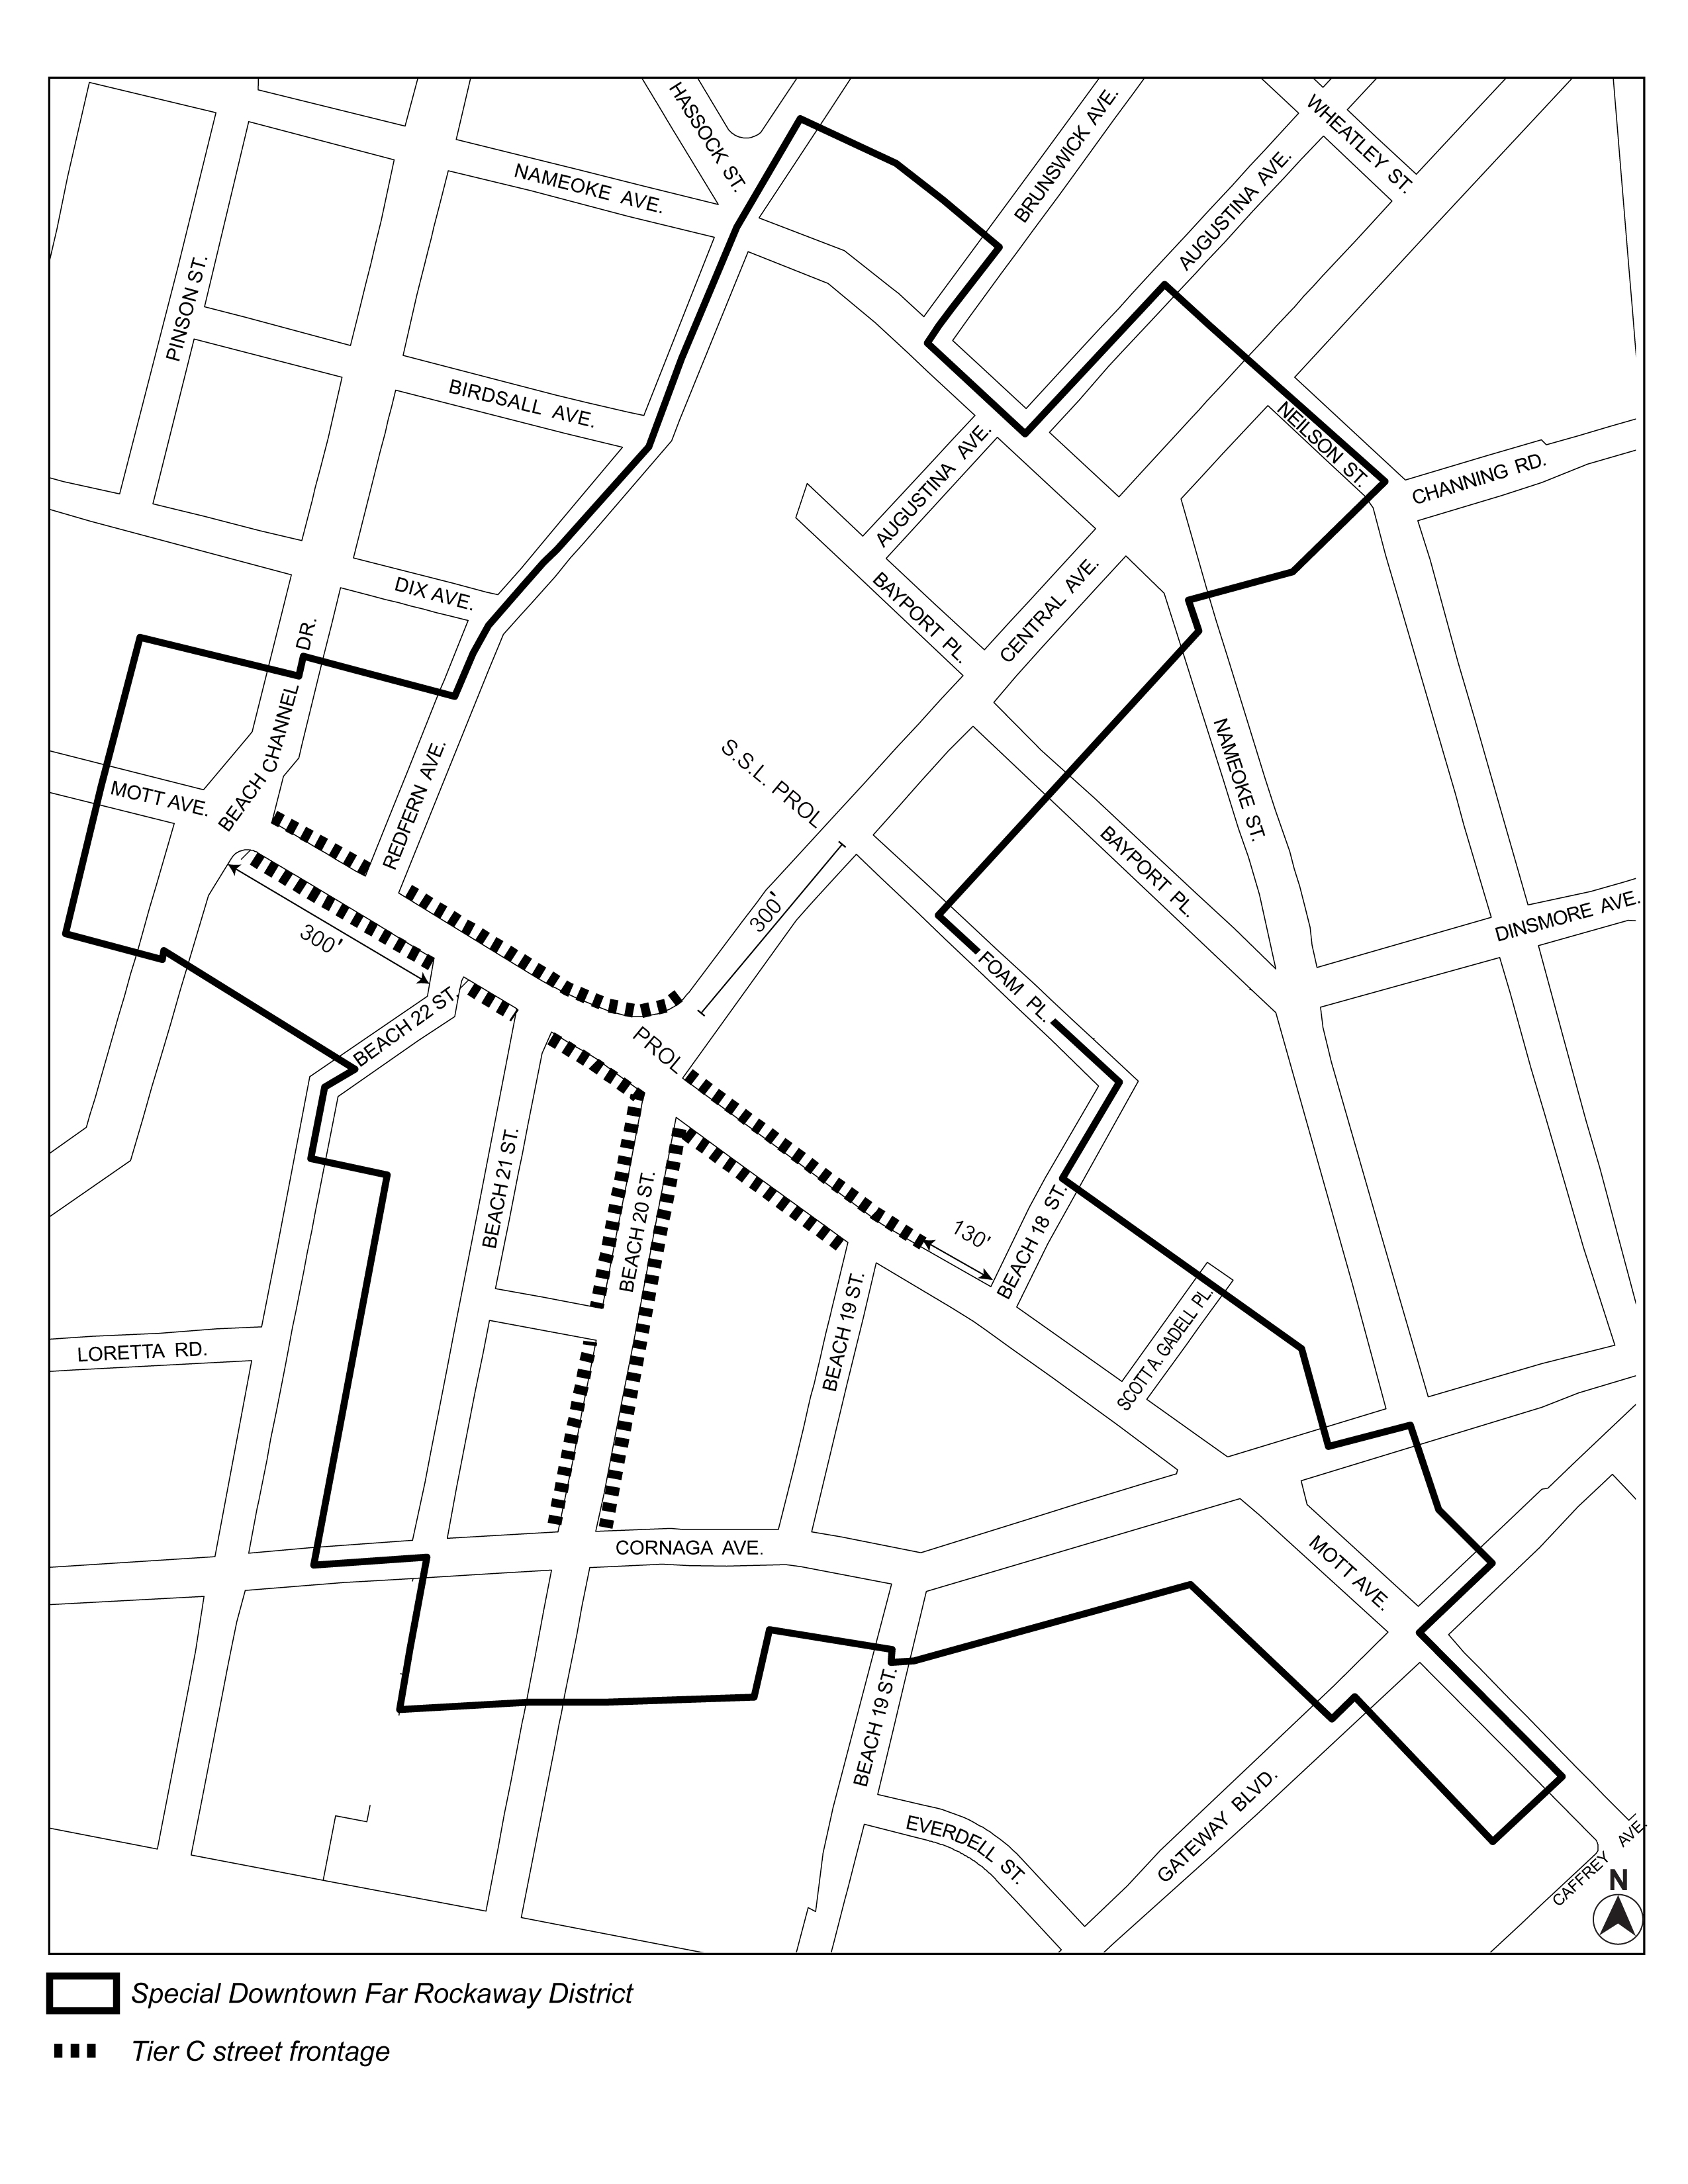 HASSOCK ST.
WHEATLEY ST.
BRUNSWICK AVE.
NAMEOKE AVE.
AUGUSTINA AVE.
PINSON ST.
BIRDSALL AVE.
NEILSON ST.
CHANNING RD.
AUGUSTINA AVE.
DIX AVE.
BAYPORT PL.
CENTRAL AVE.
BEACH CHANNEL DR.
S.S.L. PROL
NAMEOKE ST.
MOTT AVE.
REDFERN AVE.
BAYPORT PL.
300'
300'
DINSMORE AVE.
FOAM PL.
BEACH 22 ST.
PROL
BEACH 21 ST.
BEACH 20 ST.
130'
BEACH 18 ST.
LORETTA RD.
BEACH 19 ST.
SCOTT A. GADELL PL.
CORNAGA AVE.
MOTT AVE.
BEACH 19 ST.
EVERDELL ST.
GATEWAY BLVD.
CAFFREY AVE.
N
Special Downtown Far Rockaway District
Tier C street frontage